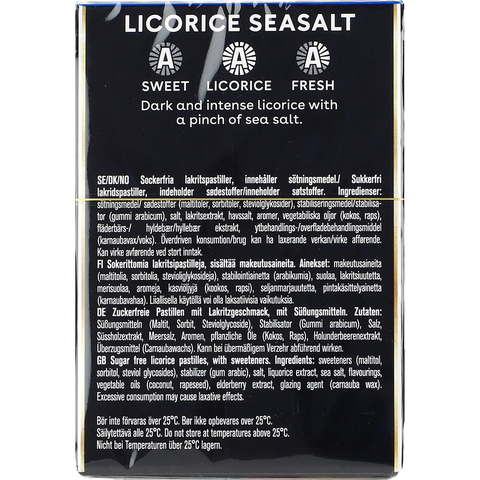 LICORICE SEASALT
A A A
SWEET LICORICE FRESH
Dark and intense licorice with
a pinch of sea salt.
SE/DK/NO Sockerfria lakritspastiller, innehåller sötningsmedel./ Sukkerfri
lakridspastiller, indeholder sødestoffer/inneholder søtstoffer. Ingredienser:
sötningsmedel/ sødestoffer (maltitoler, sorbitoler, steviolglykosider), stabiliseringsmedel/stabilisa-
tor (gummi arabicum), salt, lakritsextrakt, havssalt, aromer, vegetabiliska oljor (kokos, raps),
fläderbärs-/ hyldebær/hyllebær ekstrakt, ytbehandlings-/overfladebehandlingsmiddel
(carnaubavax/voks). Överdriven konsumtion/brug kan ha laxerande verkan/virke afførende.
Kan virke avførende ved stort inntak.
FI Sokerittomia lakritsipastilleja, sisältää makeutusaineita. Ainekset: makeutusaineita
(maltitolia, sorbitolia, stevioliglykosideja), stabilointiainetta (arabikumia), suolaa, lakritsiuutetta,
merisuolaa, aromeja, kasviöljyjä (kookos, rapsi), seljanmarjauutetta, pintakäsittelyainetta
(karnaubavahaa). Liiallisella käytöllä voi olla laksatiivisia vaikutuksia.
DE Zuckerfreie Pastillen mit Lakritzgeschmack, mit Süßungsmitteln. Zutaten:
Süßungsmitteln (Maltit, Sorbit, Steviolglycoside), Stabilisator (Gummi arabicum), Salz,
Süssholzextrakt, Meersalz, Aromen, pflanzliche Öle (Kokos, Raps), Holunderbeerenextrakt,
Überzugsmittel (Carnaubawachs). Kann bei übermäßigem Verzehr abführend wirken.
GB Sugar free licorice pastilles, with sweeteners. Ingredients: sweeteners (maltitol,
sorbitol, steviol glycosides), stabilizer (gum arabic), salt, liquorice extract, sea salt, flavourings,
vegetable oils (coconut, rapeseed), elderberry extract, glazing agent (carnauba wax).
Excessive consumption may cause laxative effects.
Bör inte förvaras över 25°C. Bør ikke opbevares over 25°C.
Säilytettävä alle 25°C. Do not store at temperatures above 25°C.
Nicht bei Temperaturen über 25°C lagern.